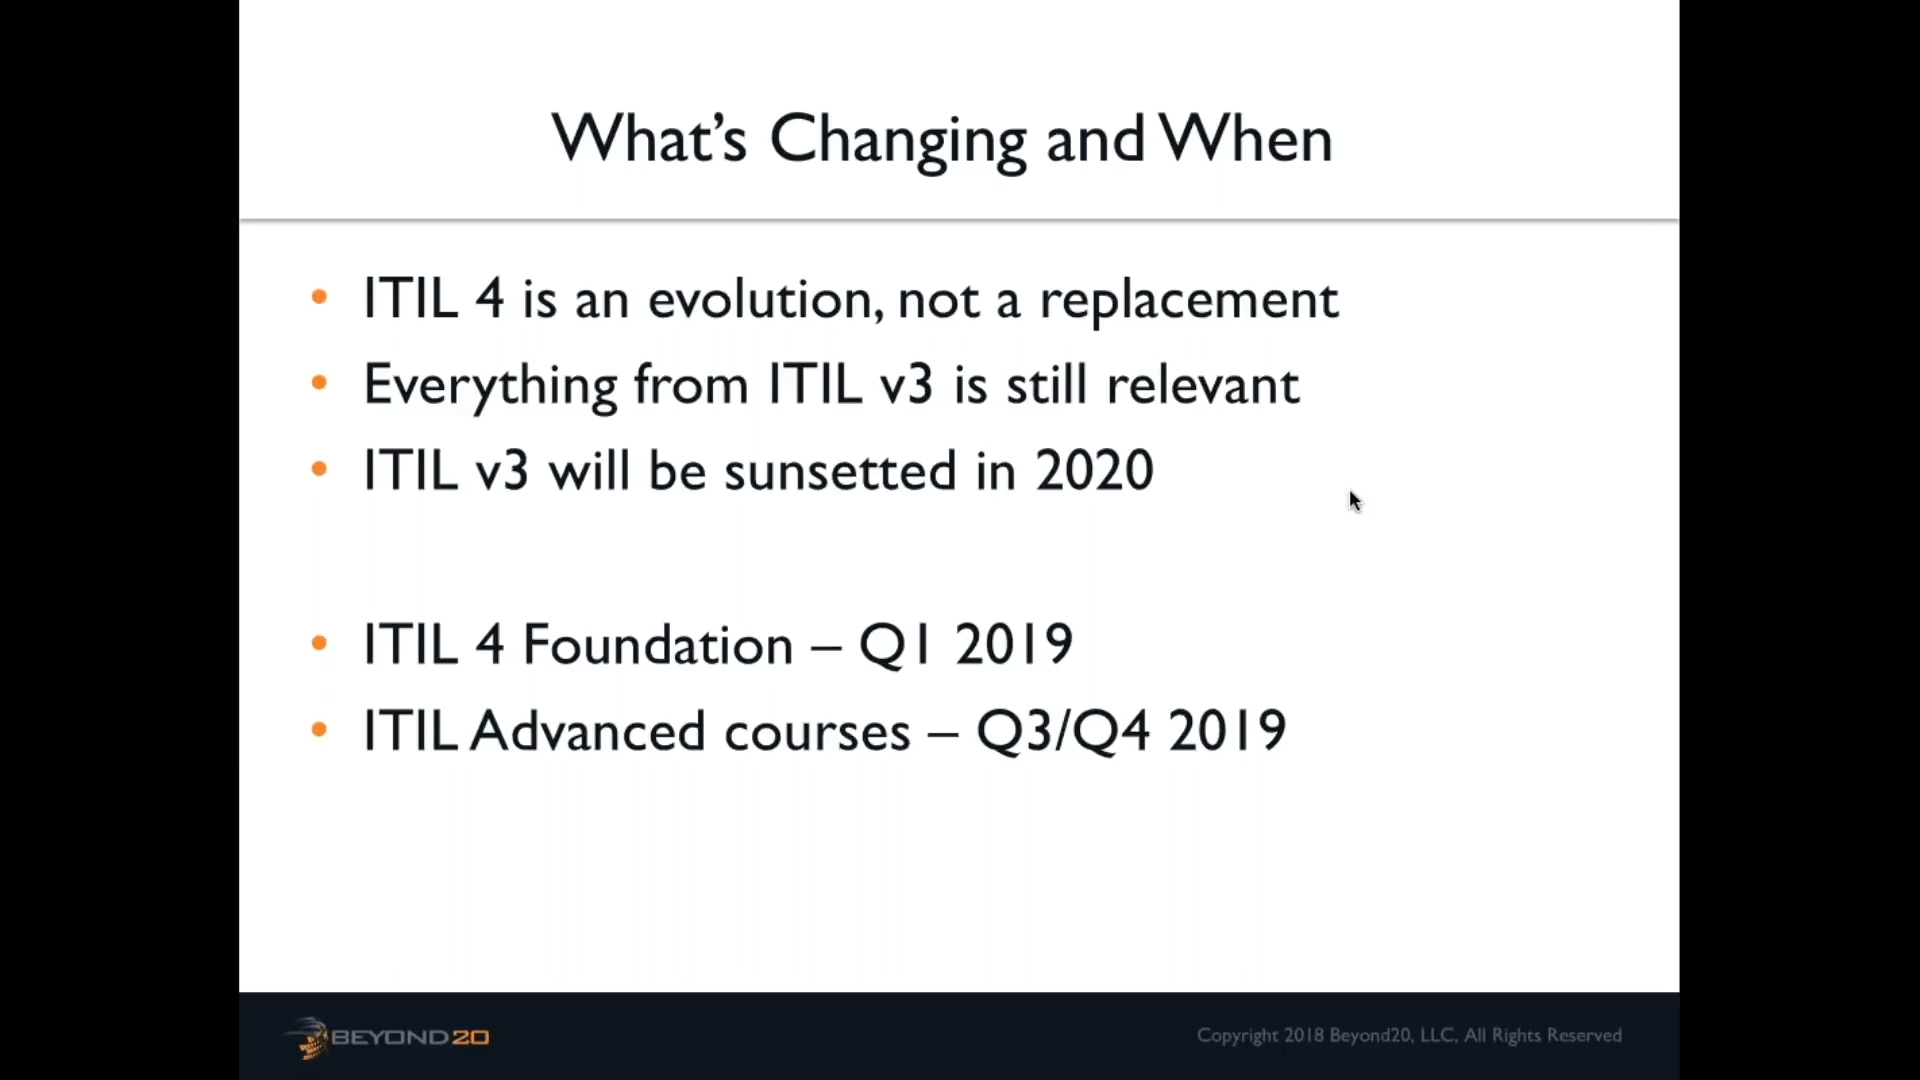 What’s Changing and When
• ITIL 4 is an evolution, not a replacement
• Everything from ITIL v3 is still relevant
• ITIL v3 will be sunsetted in 2020
• ITIL 4 Foundation – Q1 2019
• ITIL Advanced courses – Q3/Q4 2019
BEYOND20
Copyright 2018 Beyond20, LLC, All Rights Reserved